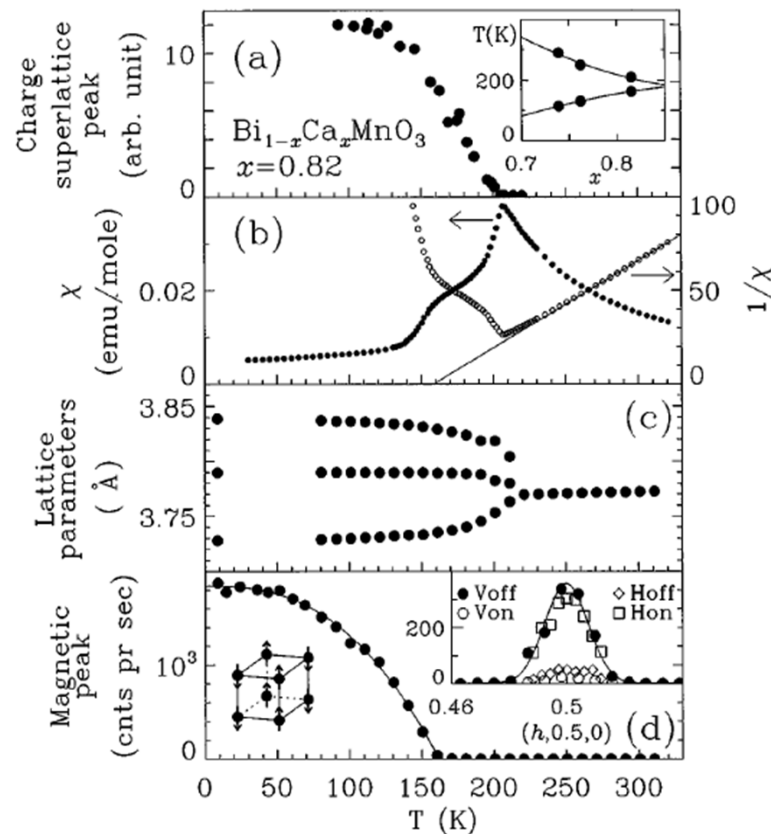 Charge
superlattice
peak
(arb. unit)
10
0
(a)
Bi₁₋ₓCaₓMnO₃
x=0.82
T(K)
200
0
0.7
0.8
x
(b)
χ
(emu/mole)
0.02
0
100
50
0
1/χ
(c)
Lattice
parameters
(Å)
3.85
3.75
Magnetic
peak
(cnts pr sec)
10³
0
Voff
Hoff
Von
Hon
200
0
0.46
0.5
(h,0.5,0)
(d)
0 50 100 150 200 250 300
T (K)